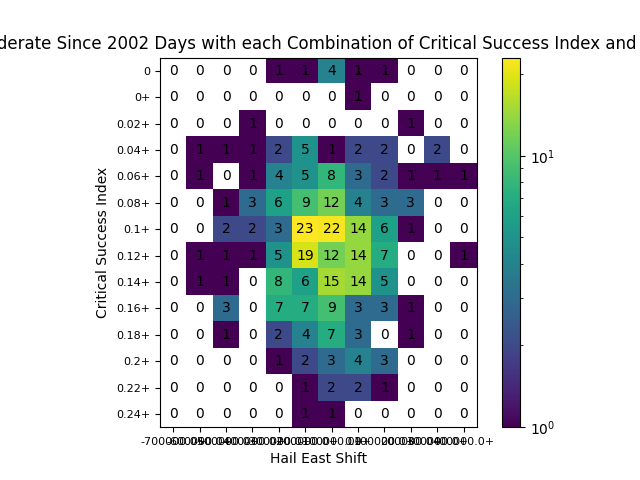 derate Since 2002 Days with each Combination of Critical Success Index and
0 0 0 0 0 1 1 4 1 1 0 0 0
0+ 0 0 0 0 0 0 0 1 0 0 0 0
0.02+ 0 0 0 1 0 0 0 0 0 1 0 0
0.04+ 0 1 1 1 2 5 1 2 2 0 2 0
0.06+ 0 1 0 1 4 5 8 3 2 1 1 1
0.08+ 0 0 1 3 6 9 12 4 3 3 0 0
0.1+ 0 0 2 2 3 23 22 14 6 1 0 0
0.12+ 0 1 1 1 5 19 12 14 7 0 0 1
0.14+ 0 1 1 0 8 6 15 14 5 0 0 0
0.16+ 0 0 3 0 7 7 9 3 3 1 0 0
0.18+ 0 0 1 0 2 4 7 3 0 1 0 0
0.2+ 0 0 0 0 1 2 3 4 3 0 0 0
0.22+ 0 0 0 0 0 1 2 2 1 0 0 0
0.24+ 0 0 0 0 0 1 1 0 0 0 0 0
Hail East Shift
Critical Success Index
10^1
10^0